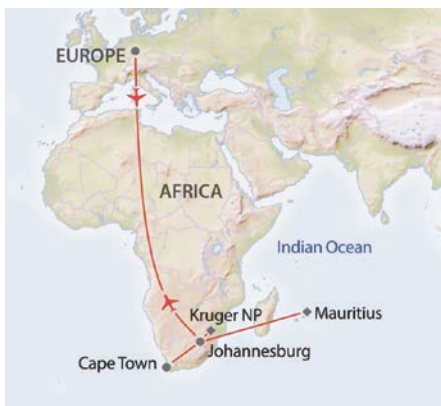 EUROPE
AFRICA
Indian Ocean
Kruger NP
Mauritius
Johannesburg
Cape Town